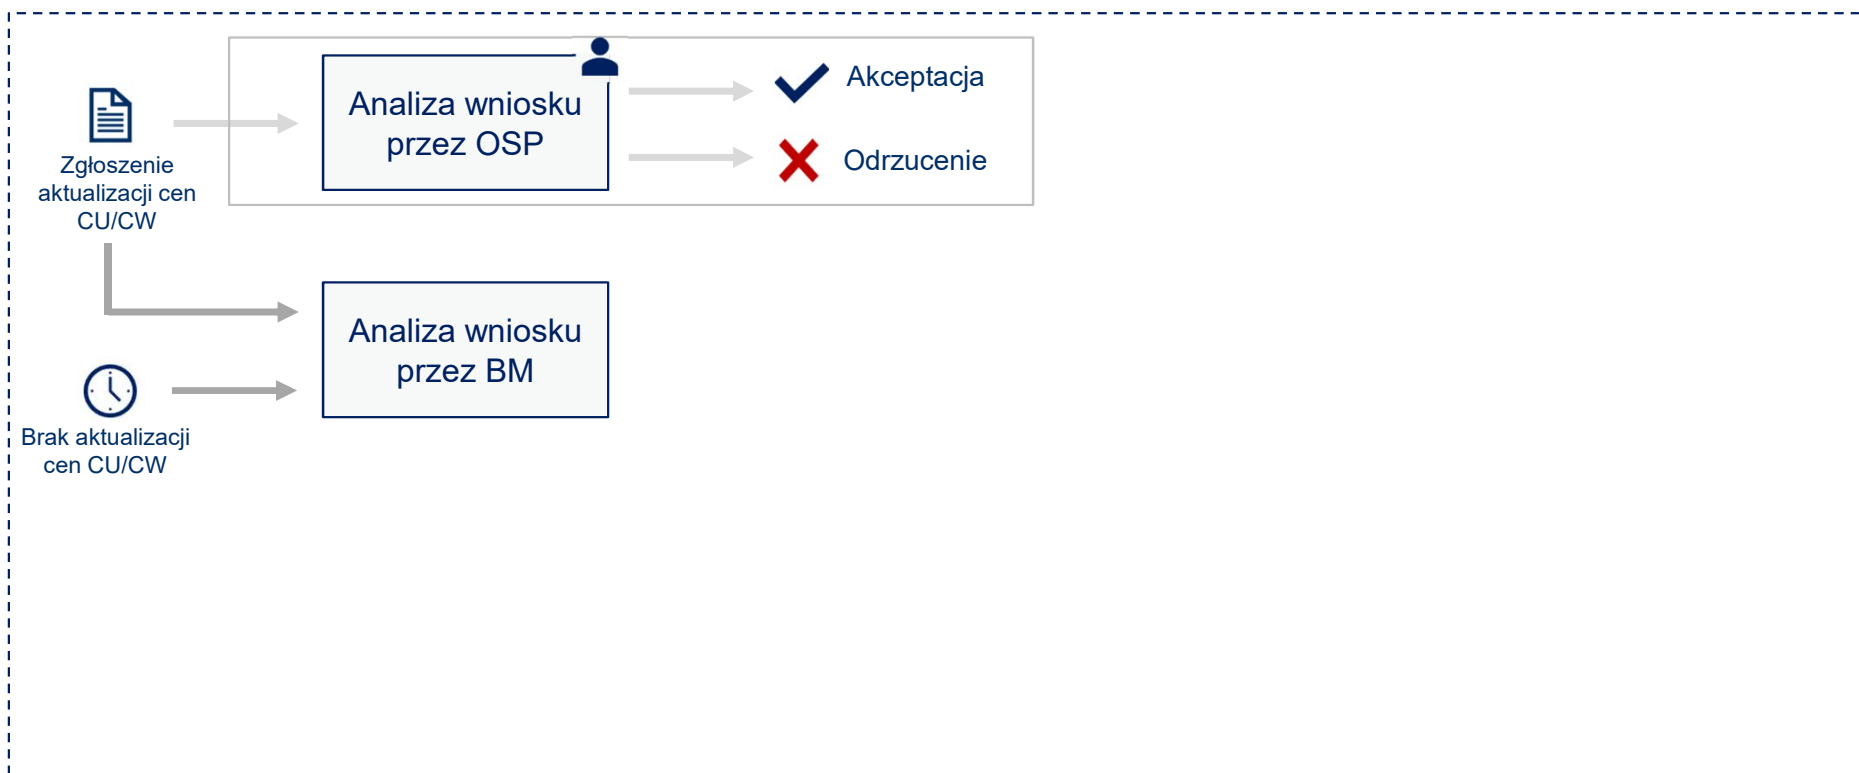 Analiza wniosku
przez OSP
Akceptacja
Odrzucenie
Zgłoszenie
aktualizacji cen
CU/CW
Analiza wniosku
przez BM
Brak aktualizacji
cen CU/CW